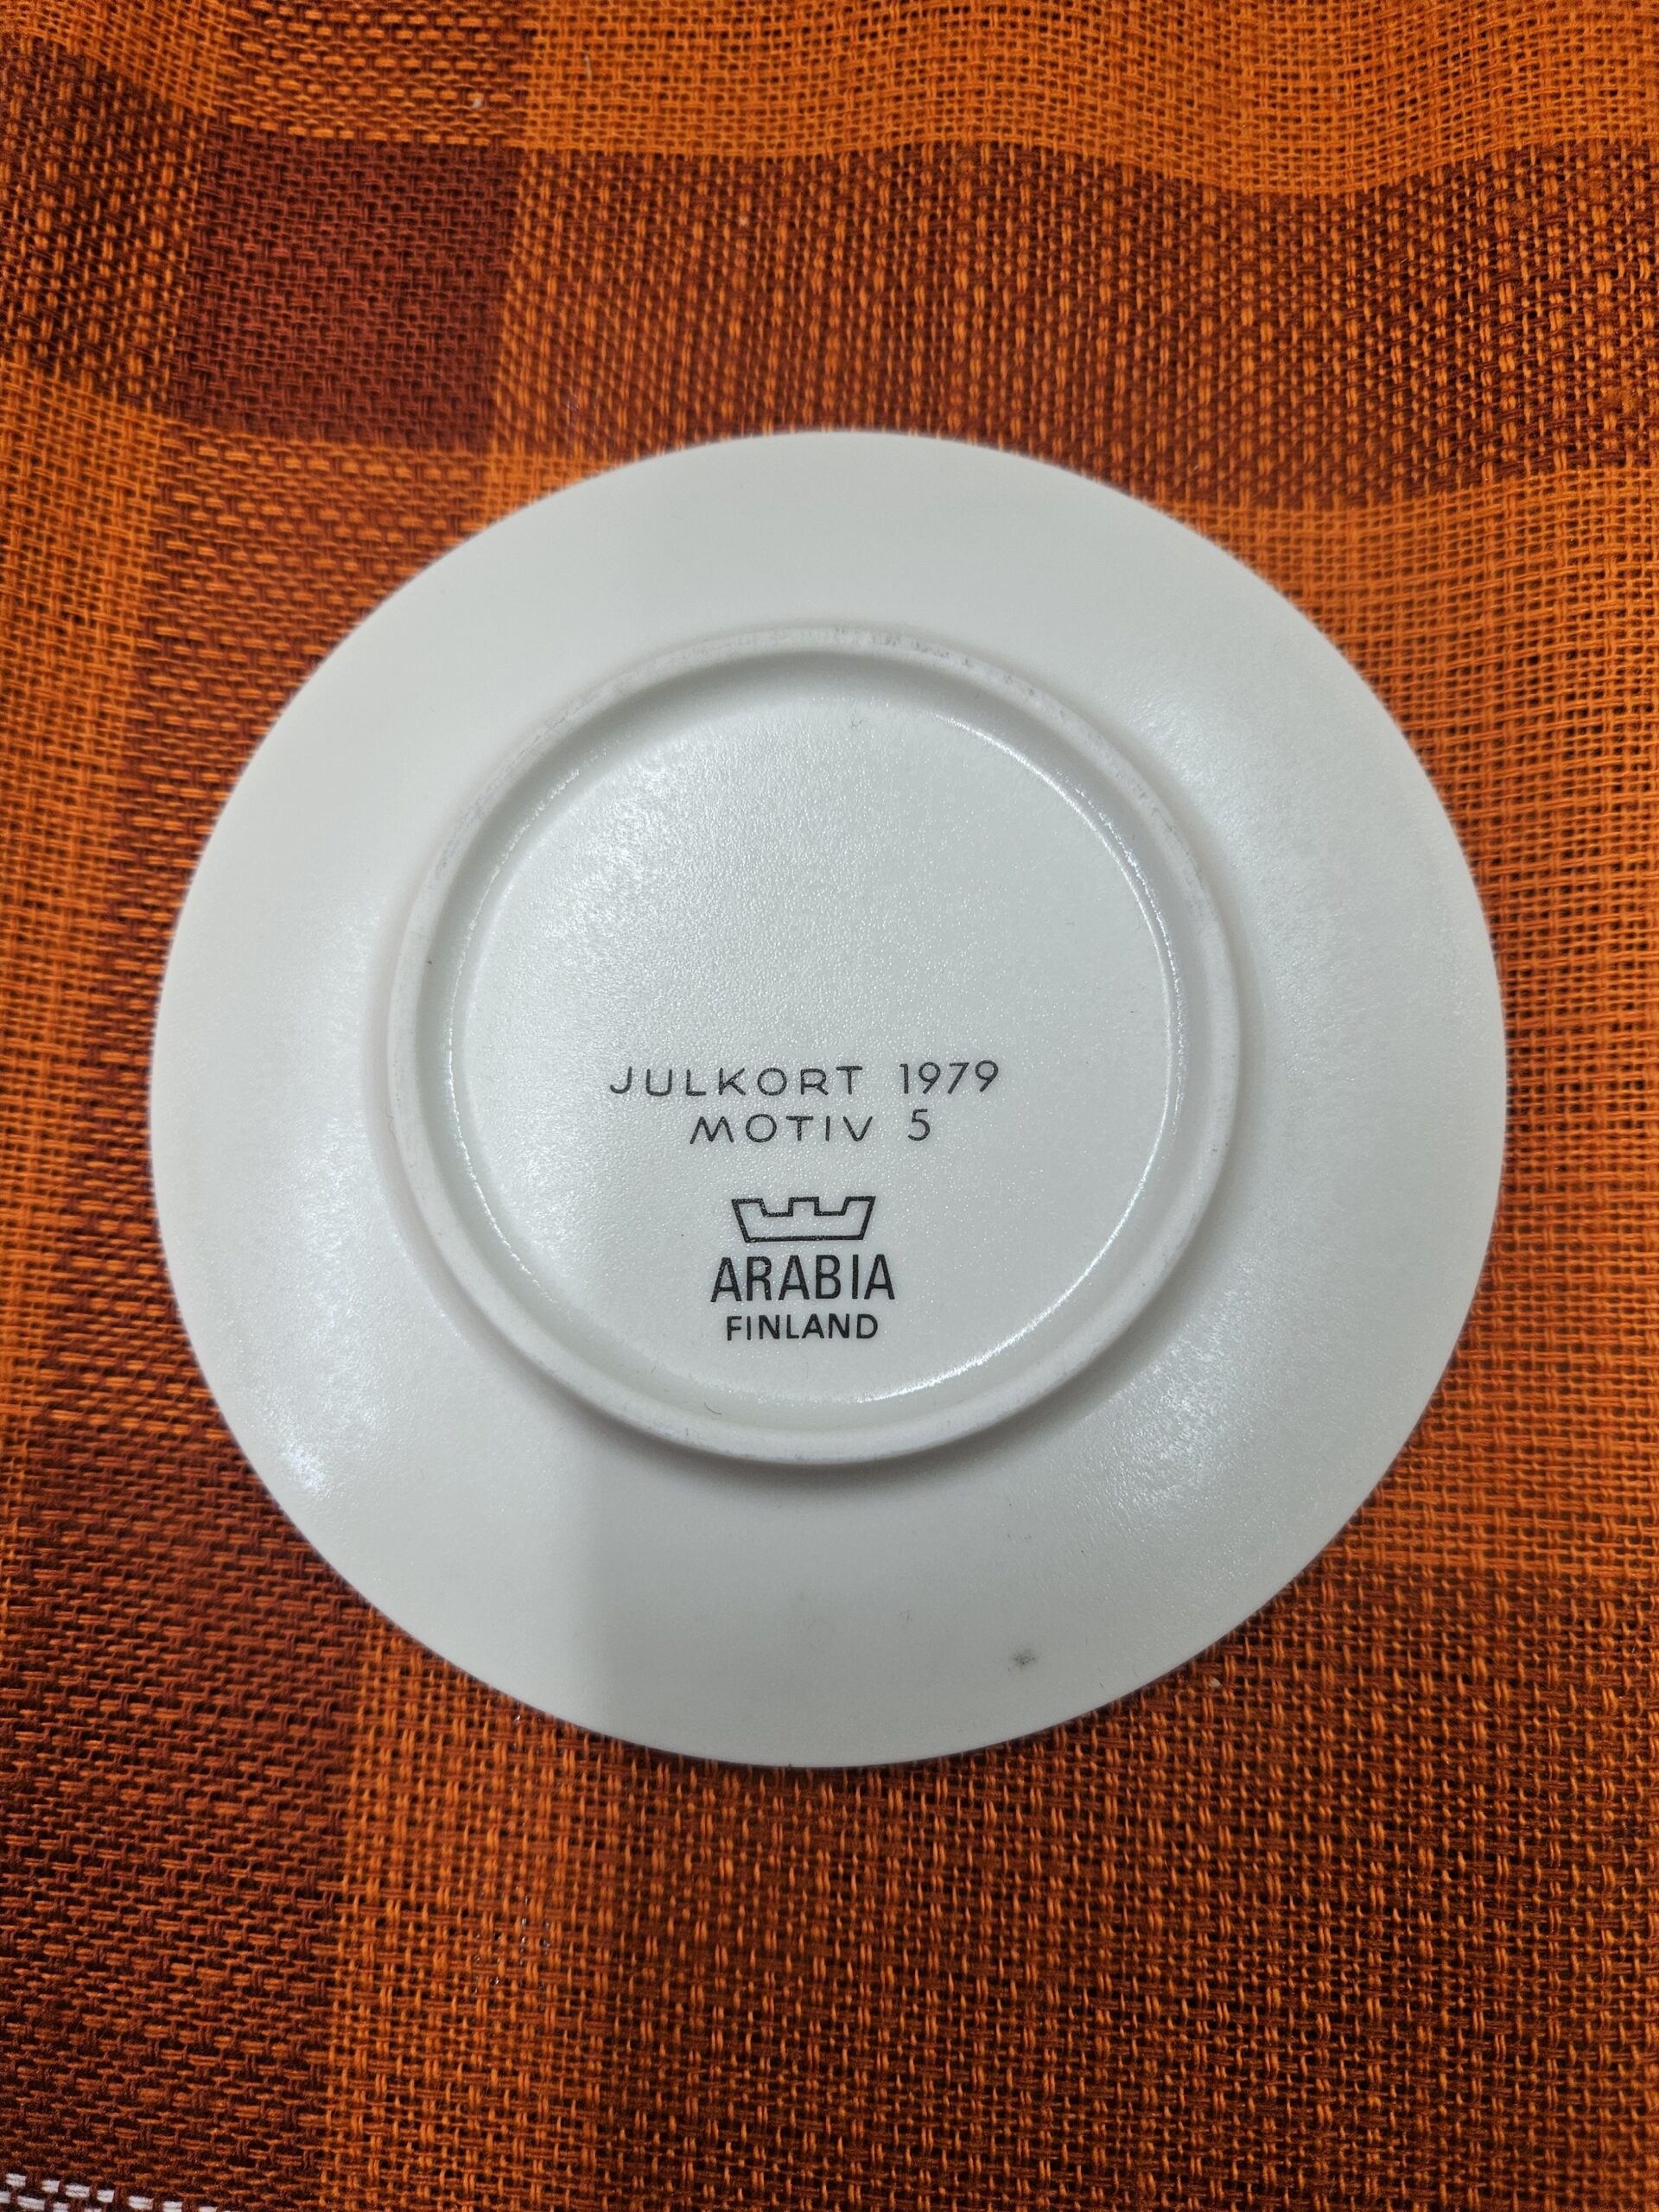 JULKORT 1979
MOTIV 5
ARABIA
FINLAND